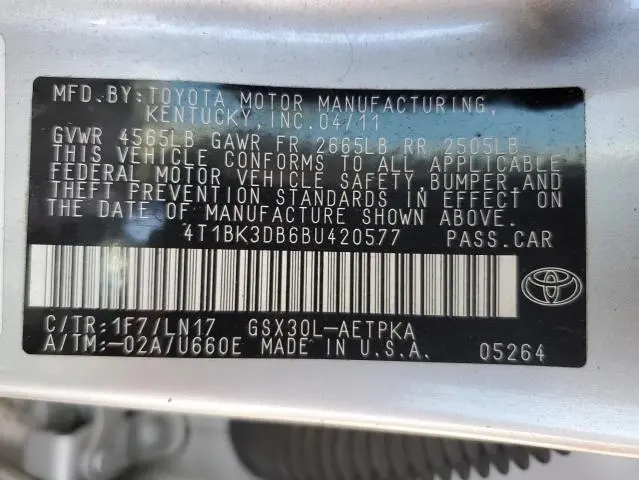 MFD.BY:TOYOTA MOTOR MANUFACTURING,
KENTUCKY, INC. 04/11
GVWR 4565LB GAWR FR 2665LB RR 2505LB
THIS VEHICLE CONFORMS TO ALL APPLICABLE
FEDERAL MOTOR VEHICLE SAFETY, BUMPER, AND
THEFT PREVENTION STANDARDS IN EFFECT ON
THE DATE OF MANUFACTURE SHOWN ABOVE.
4T1BK3DB6BU420577 PASS.CAR
C/TR:1F7/LN17 GSX30L-AETPKA
A/TM:-02A/U660E MADE IN U.S.A. 05264